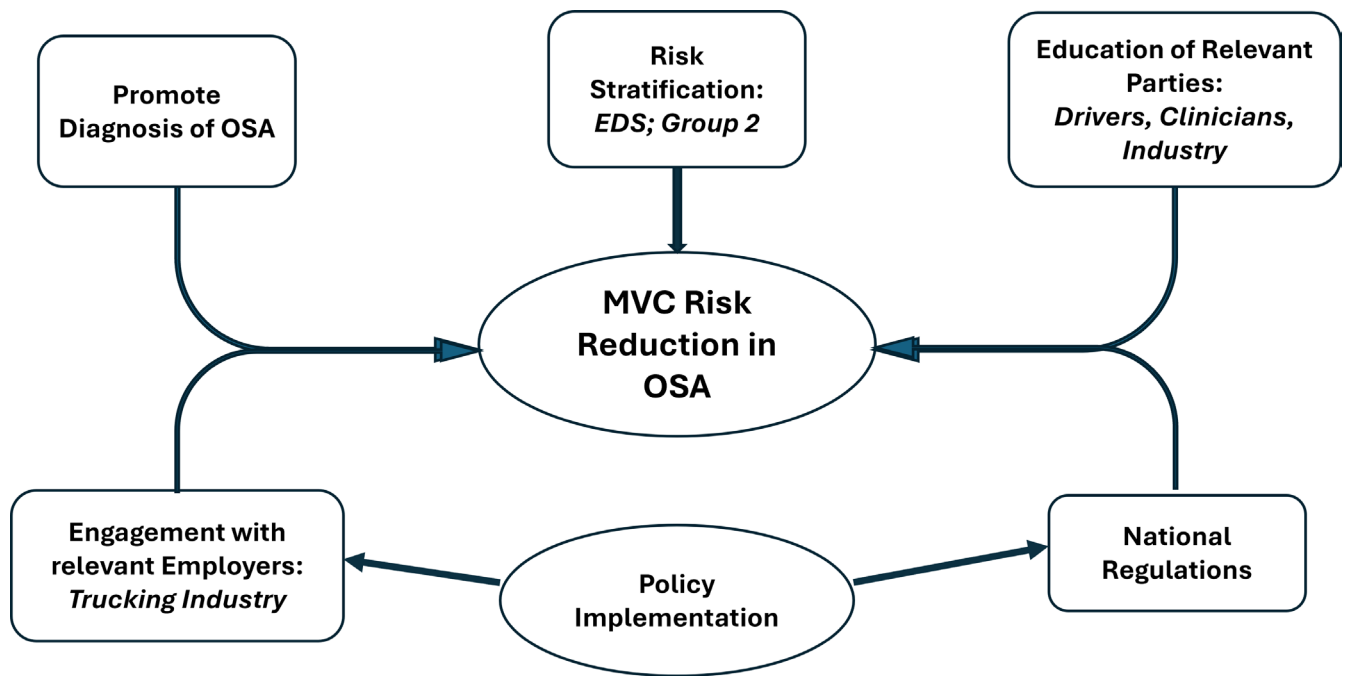 Promote
Diagnosis of OSA
Risk
Stratification:
EDS; Group 2
Education of Relevant
Parties:
Drivers, Clinicians,
Industry
MVC Risk
Reduction in
OSA
Engagement with
relevant Employers:
Trucking Industry
Policy
Implementation
National
Regulations